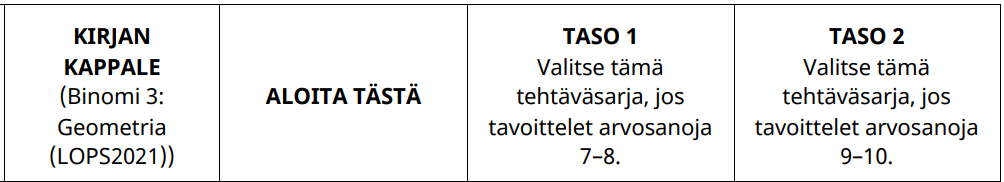 KIRJAN
KAPPALE
(Binomi 3:
Geometria
(LOPS2021))
ALOITA TÄSTÄ
TASO 1
Valitse tämä
tehtäväsarja, jos
tavoittelet arvosanoja
7–8.
TASO 2
Valitse tämä
tehtäväsarja, jos
tavoittelet arvosanoja
9–10.